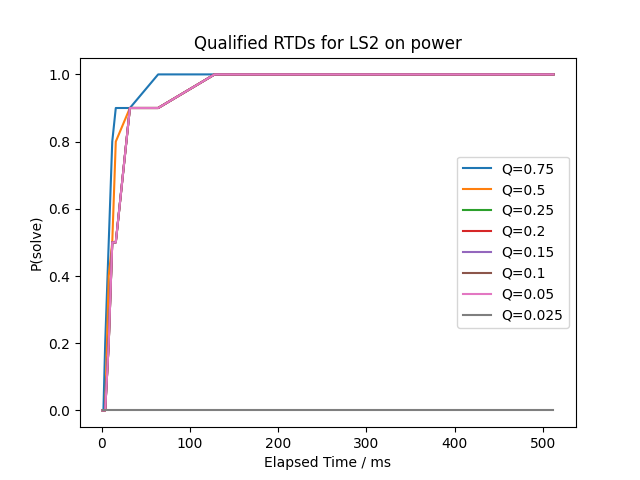 Qualified RTDs for LS2 on power
P(solve)
1.0
0.8
0.6
0.4
0.2
0.0
Q=0.75
Q=0.5
Q=0.25
Q=0.2
Q=0.15
Q=0.1
Q=0.05
Q=0.025
0 100 200 300 400 500
Elapsed Time / ms